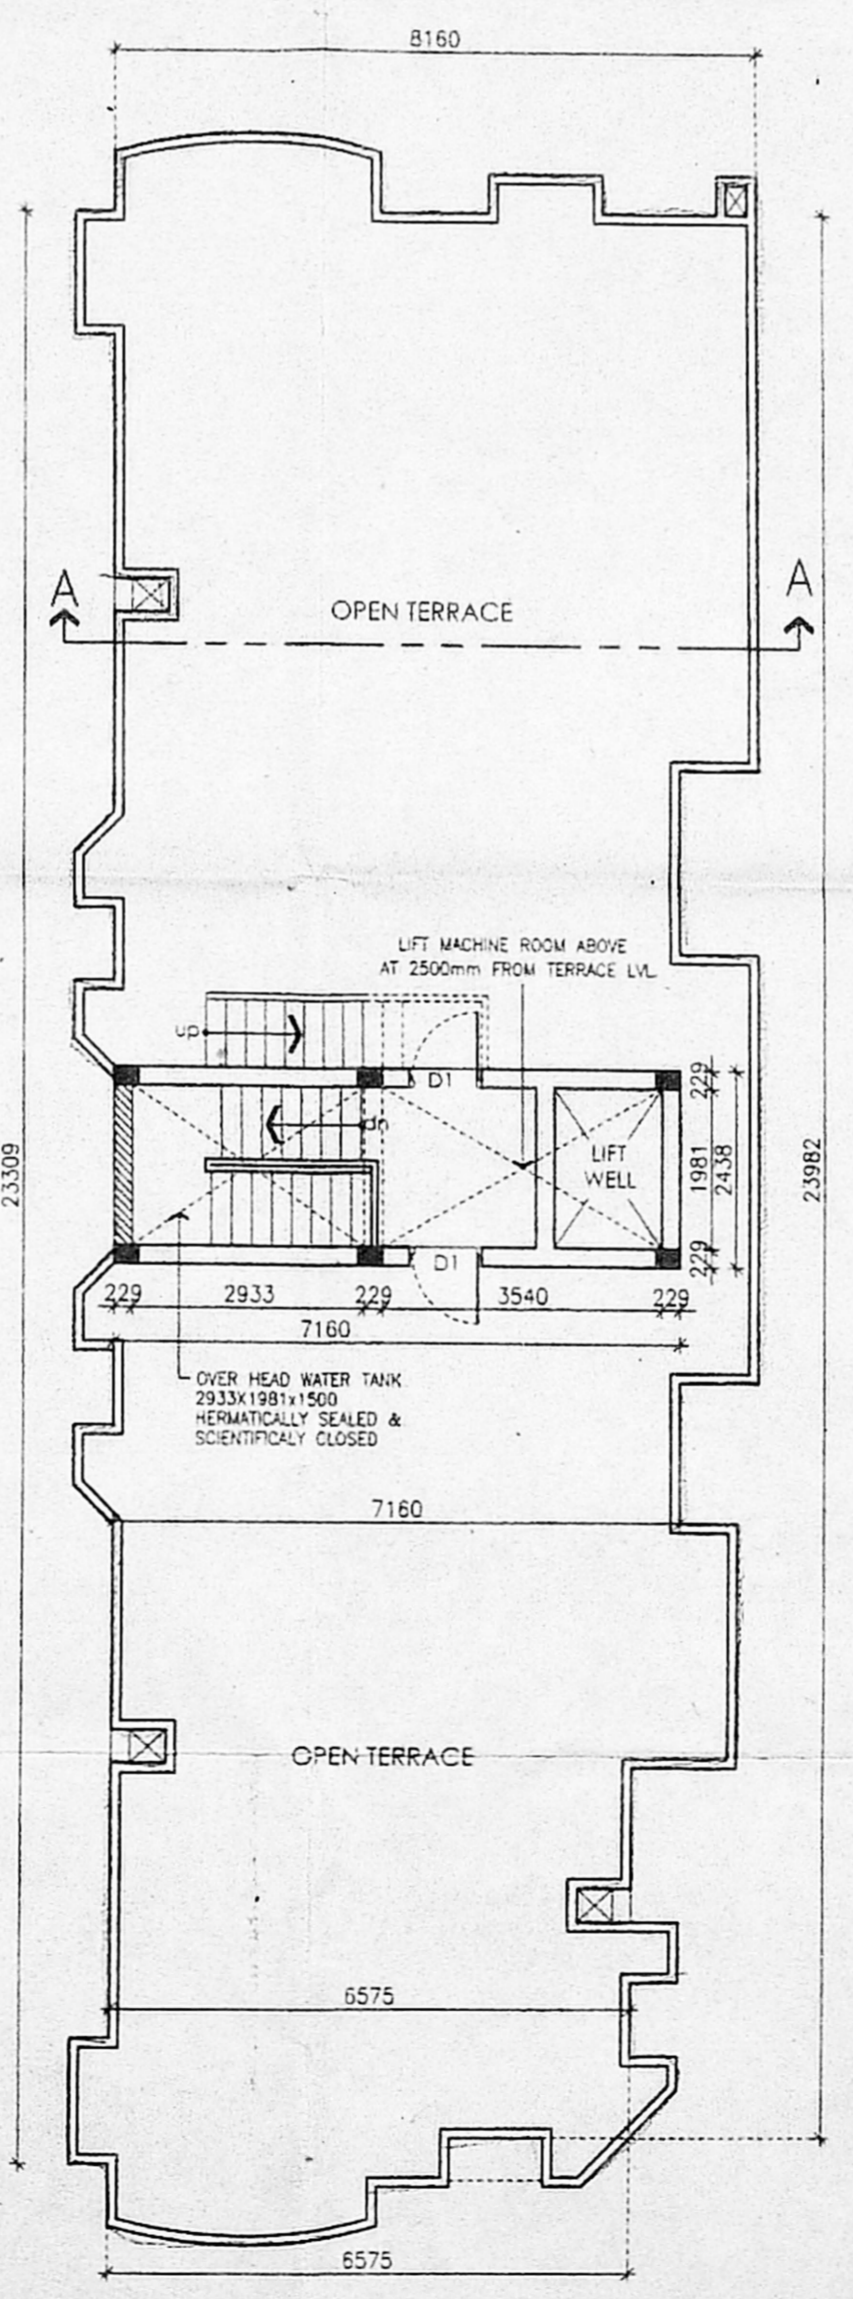 8160
A
A
OPEN TERRACE
LIFT MACHINE ROOM ABOVE
AT 2500mm FROM TERRACE LVL.
up
D1
229
dn
LIFT
WELL
1981
2438
23309
23982
D1
229
229
2933
229
3540
229
7160
OVER HEAD WATER TANK
2933X1981x1500
HERMATICALLY SEALED &
SCIENTIFICALY CLOSED
7160
OPEN TERRACE
6575
6575